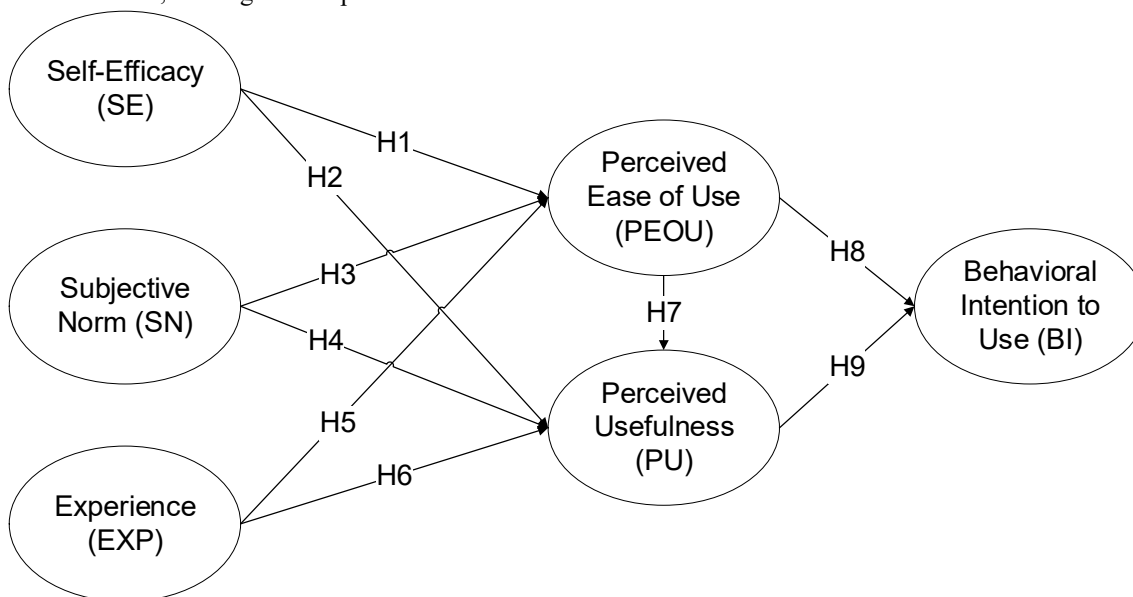 Self-Efficacy
(SE)
H1
H2
Perceived
Ease of Use
(PEOU)
H3
H8
Subjective
Norm (SN)
Behavioral
Intention to
Use (BI)
H7
H4
H9
Perceived
Usefulness
(PU)
H5
H6
Experience
(EXP)